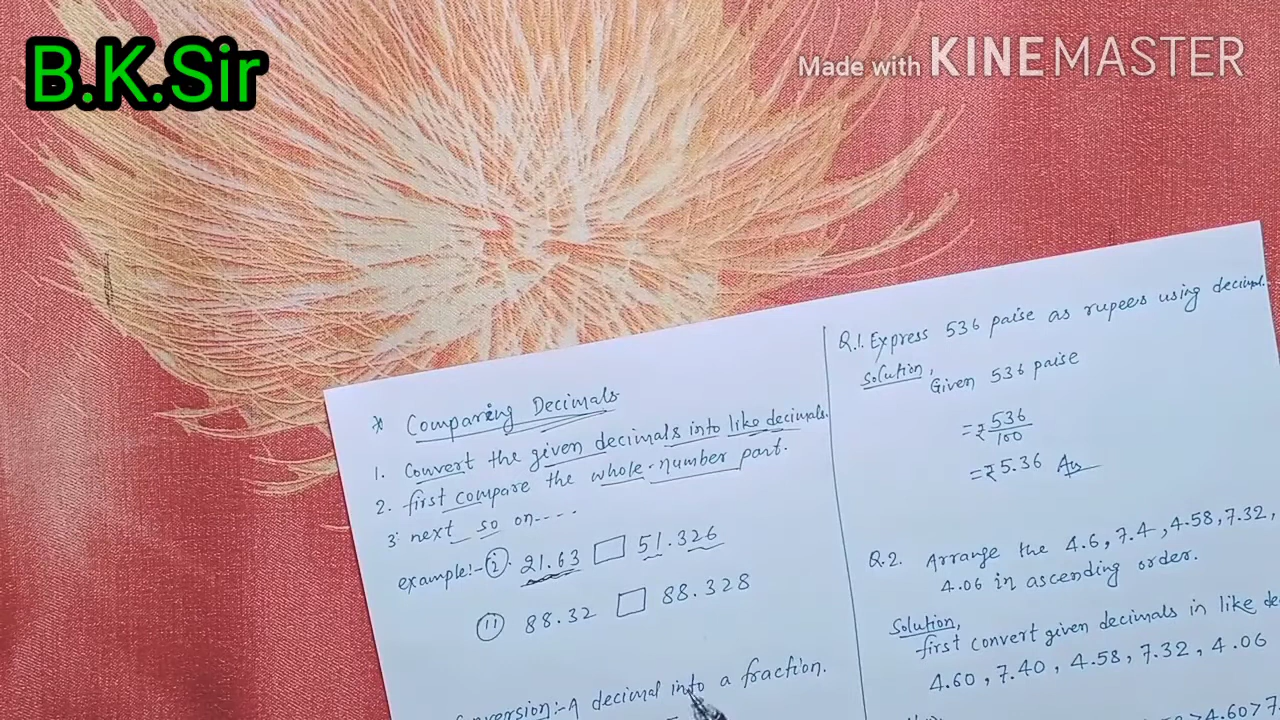 B.K.Sir
Made with KINEMASTER
* Comparing Decimals
1. Convert the given decimals into like decimals.
2. first compare the whole-number part.
3. next so on----
example:- (i). 21.63 □ 51.326
(ii) 88.32 □ 88.328
:-A decimal into a fraction.
Q.1. Express 536 paise as rupees using decimal.
Solution,
Given 536 paise
= ₹ 536/100
= ₹ 5.36 Ans
Q.2. Arrange the 4.6, 7.4, 4.58, 7.32,
4.06 in ascending order.
Solution,
first convert given decimals in like de
4.60, 7.40, 4.58, 7.32, 4.06
>4.60>7.